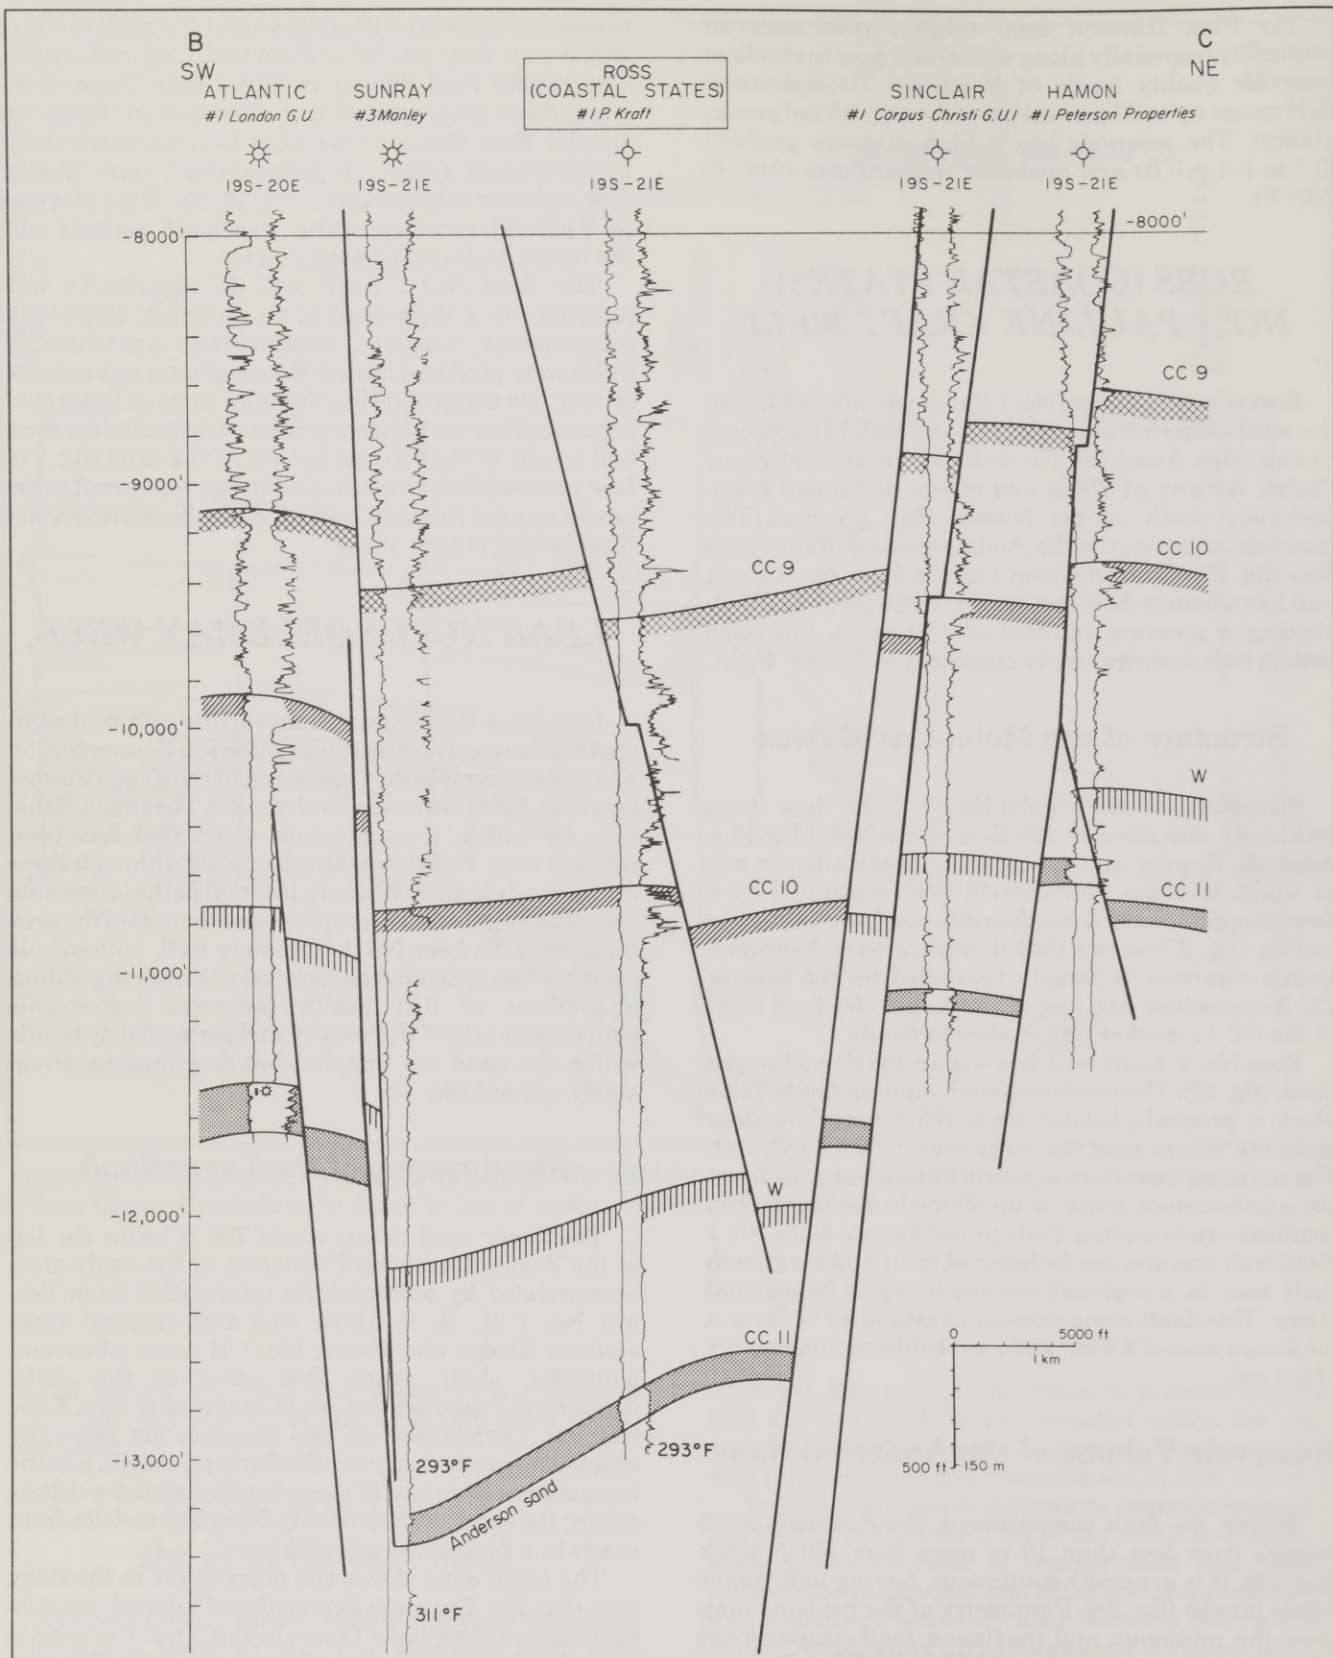 B
SW
C
NE
ATLANTIC
#1 London G.U.
SUNRAY
#3 Manley
ROSS
(COASTAL STATES)
#1 P. Kraft
SINCLAIR
#1 Corpus Christi G.U. 1
HAMON
#1 Peterson Properties
19S-20E
19S-21E
19S-21E
19S-21E
19S-21E
-8000'
-8000'
CC 9
-9000'
CC 9
CC 10
-10,000'
W
CC 10
CC 11
-11,000'
-12,000'
W
0
5000 ft
1 km
CC 11
500 ft
150 m
-13,000'
293°F
293°F
Anderson sand
311°F